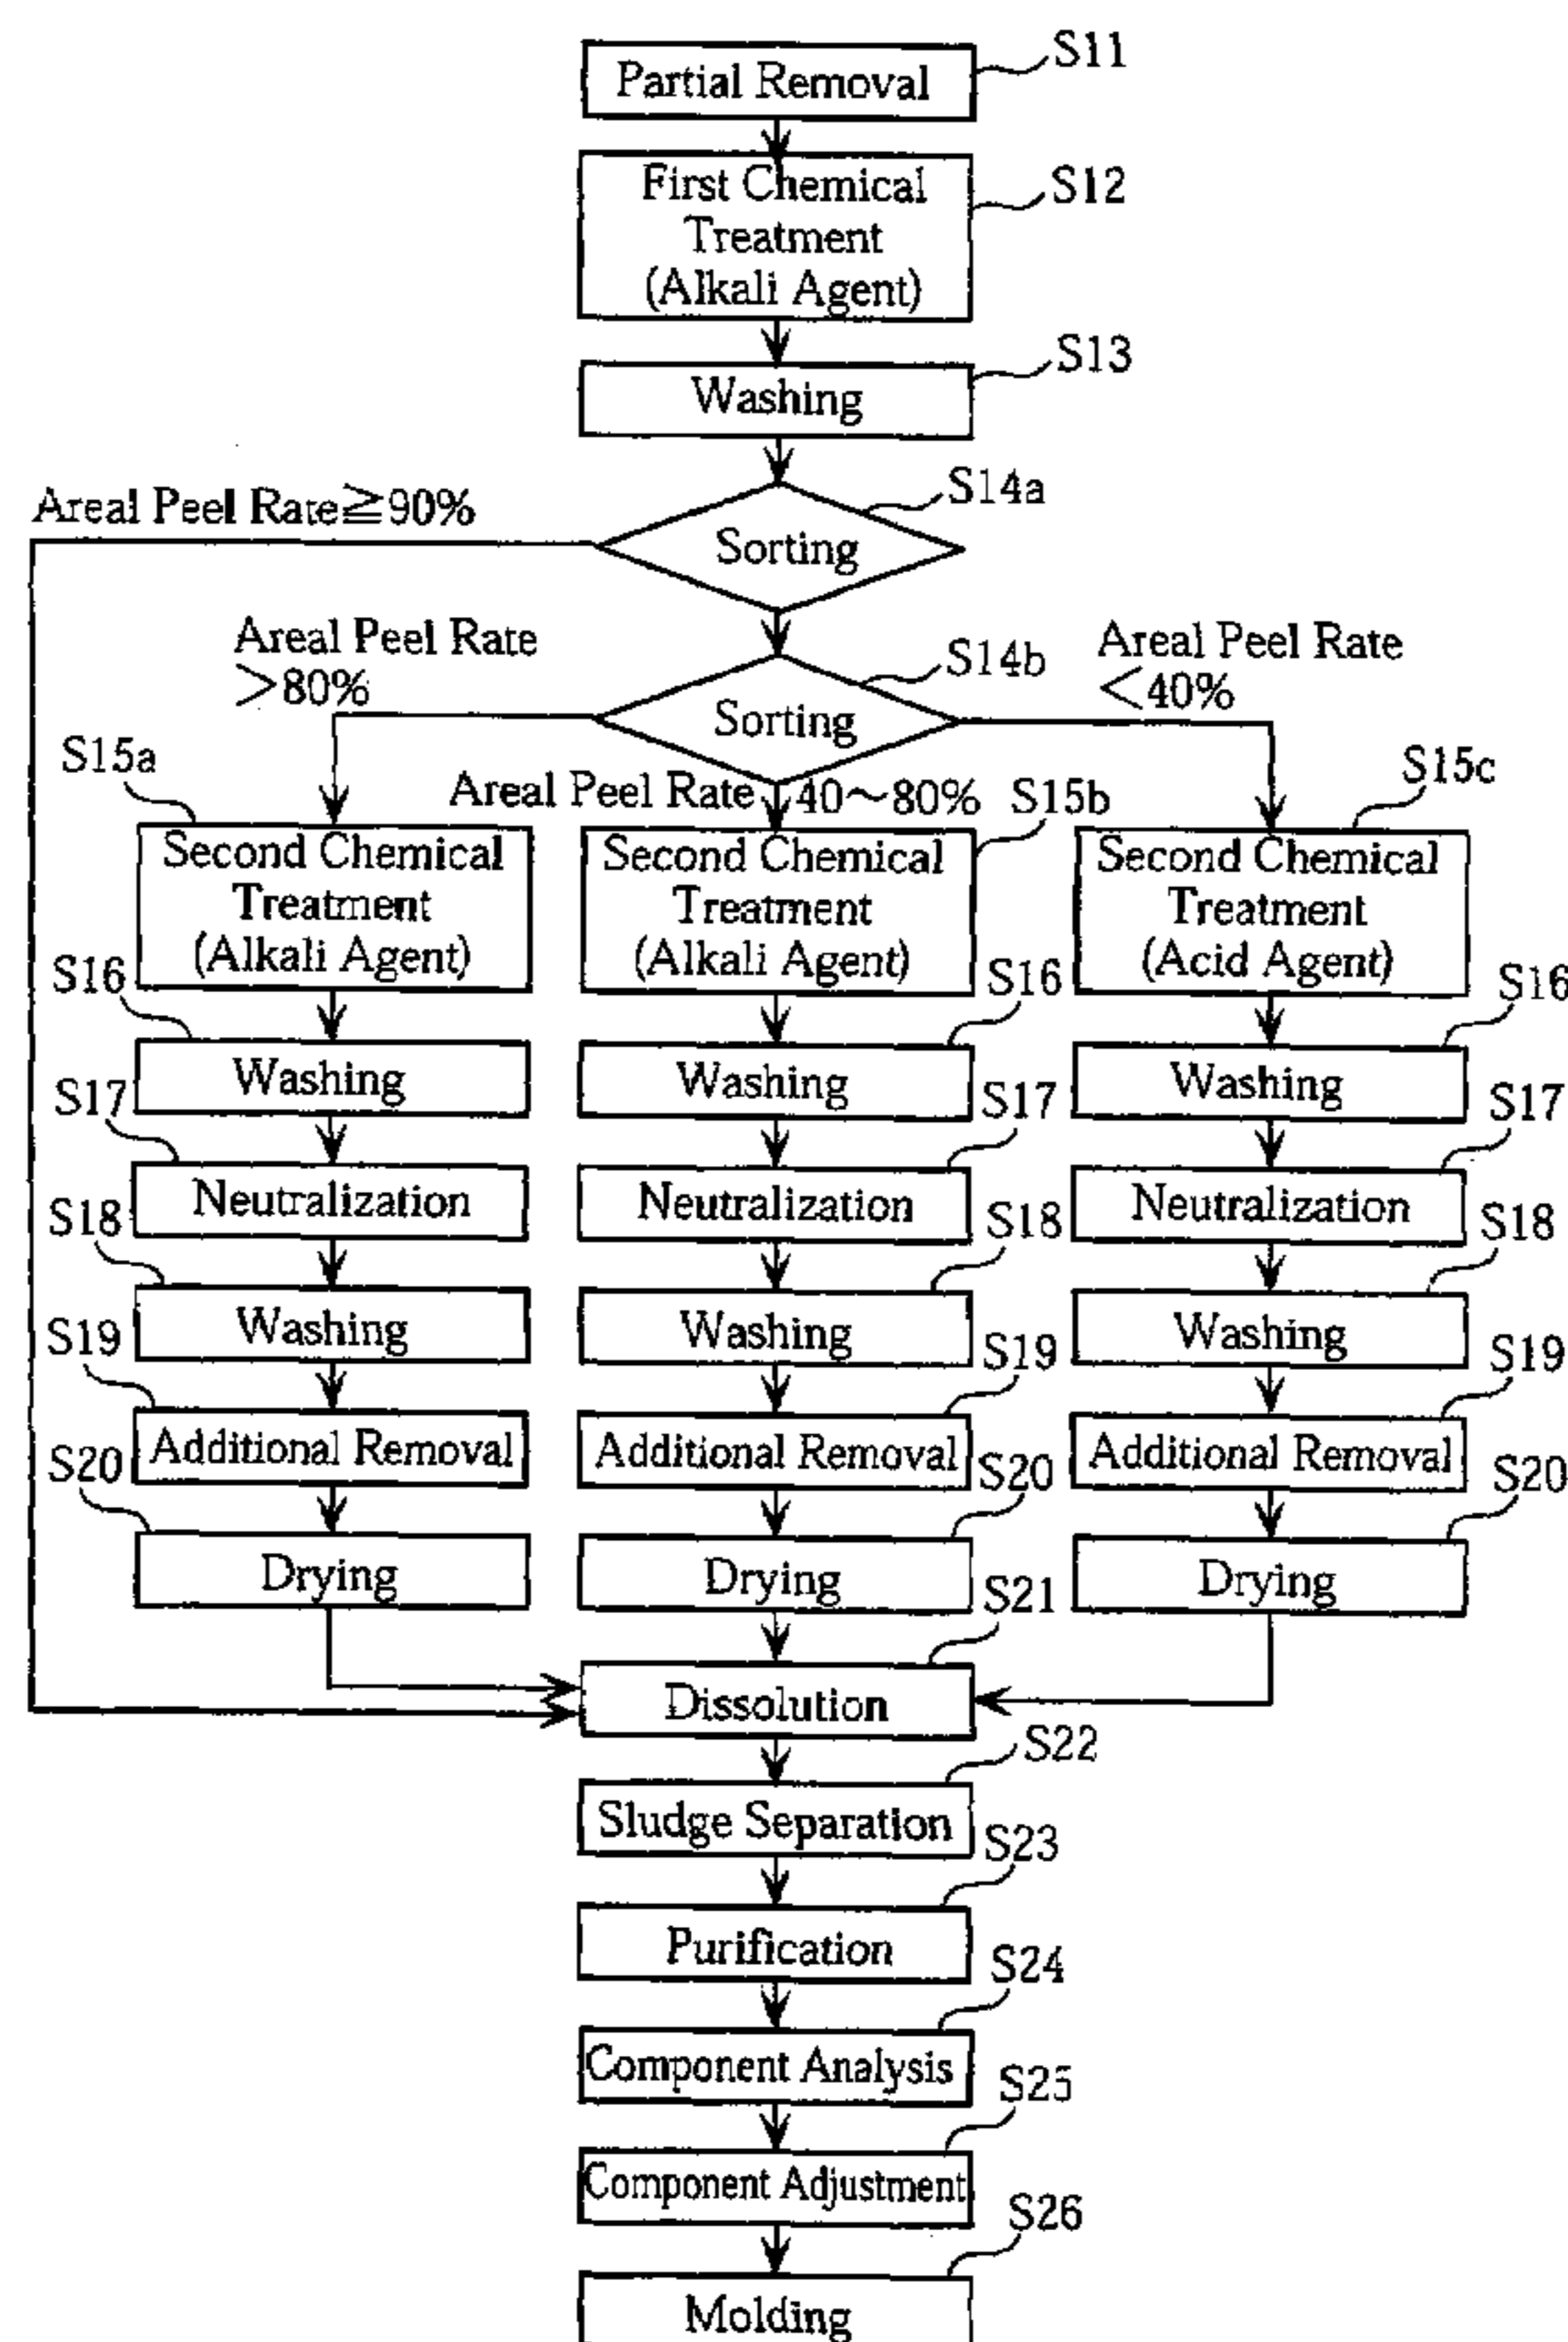 S11
Partial Removal
S12
First Chemical
Treatment
(Alkali Agent)
S13
Washing
S14a
Areal Peel Rate≧90%
Sorting
Areal Peel Rate
>80%
S14b
Areal Peel Rate
<40%
Sorting
S15a
Areal Peel Rate 40~80%
S15b
S15c
Second Chemical
Treatment
(Alkali Agent)
Second Chemical
Treatment
(Alkali Agent)
Second Chemical
Treatment
(Acid Agent)
S16
S16
S16
Washing
Washing
Washing
S17
S17
S17
Neutralization
Neutralization
Neutralization
S18
S18
S18
Washing
Washing
Washing
S19
S19
S19
Additional Removal
Additional Removal
Additional Removal
S20
S20
S20
Drying
Drying
Drying
S21
Dissolution
S22
Sludge Separation
S23
Purification
S24
Component Analysis
S25
Component Adjustment
S26
Molding